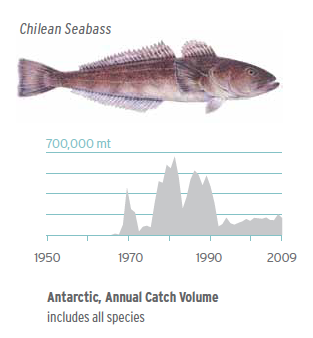 Chilean Seabass
700,000 mt
1950 1970 1990 2009
Antarctic, Annual Catch Volume
includes all species